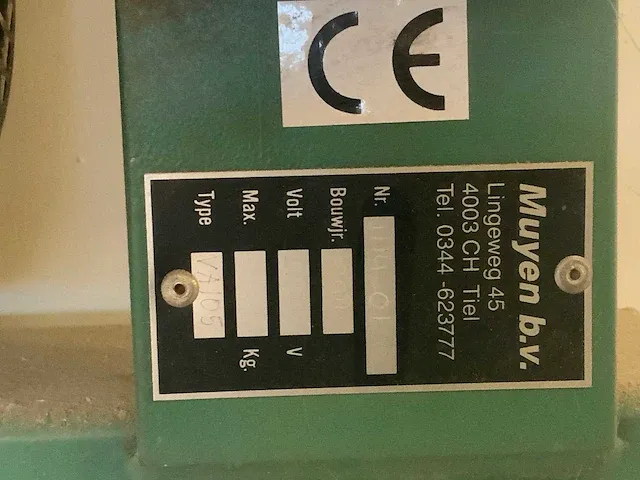 CE
Muyen b.v.
Lingeweg 45
4003 CH Tiel
Tel. 0344-623777
Nr.
Bouwjr.
Volt V
Max. Kg.
Type